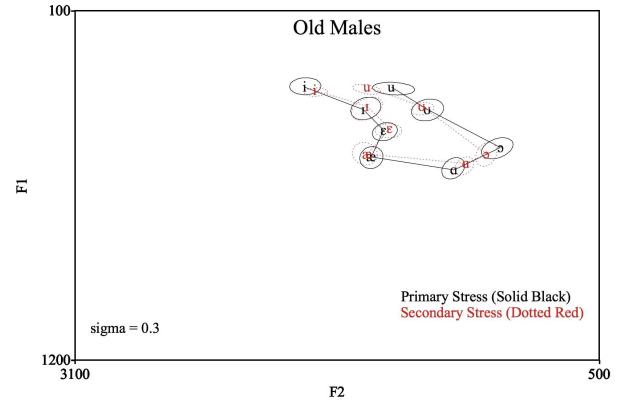 100
Old Males
i i
u u
ɪ ɪ
ʊ ʊ
ɛ ɛ
ɔ
æ
ɑ
F1
Primary Stress (Solid Black)
Secondary Stress (Dotted Red)
sigma = 0.3
1200
3100
500
F2